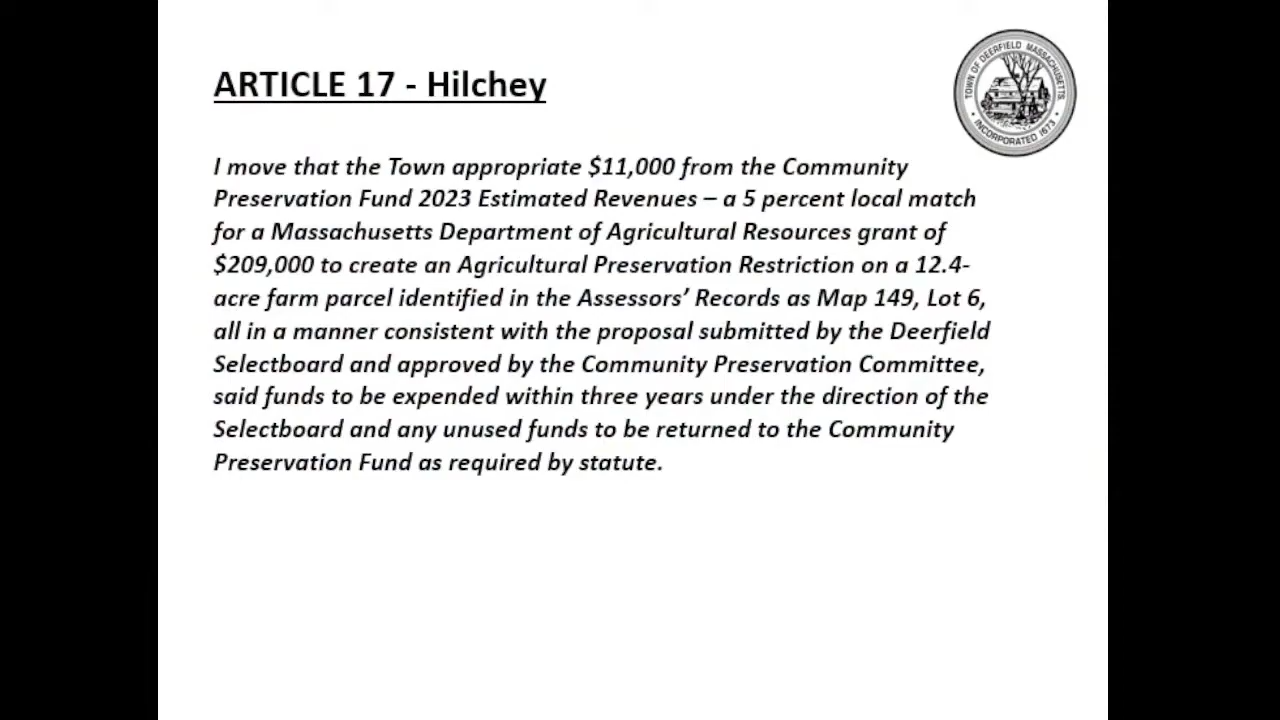 ARTICLE 17 - Hilchey
TOWN OF DEERFIELD MASSACHUSETTS
INCORPORATED 1673
I move that the Town appropriate $11,000 from the Community
Preservation Fund 2023 Estimated Revenues – a 5 percent local match
for a Massachusetts Department of Agricultural Resources grant of
$209,000 to create an Agricultural Preservation Restriction on a 12.4-
acre farm parcel identified in the Assessors’ Records as Map 149, Lot 6,
all in a manner consistent with the proposal submitted by the Deerfield
Selectboard and approved by the Community Preservation Committee,
said funds to be expended within three years under the direction of the
Selectboard and any unused funds to be returned to the Community
Preservation Fund as required by statute.